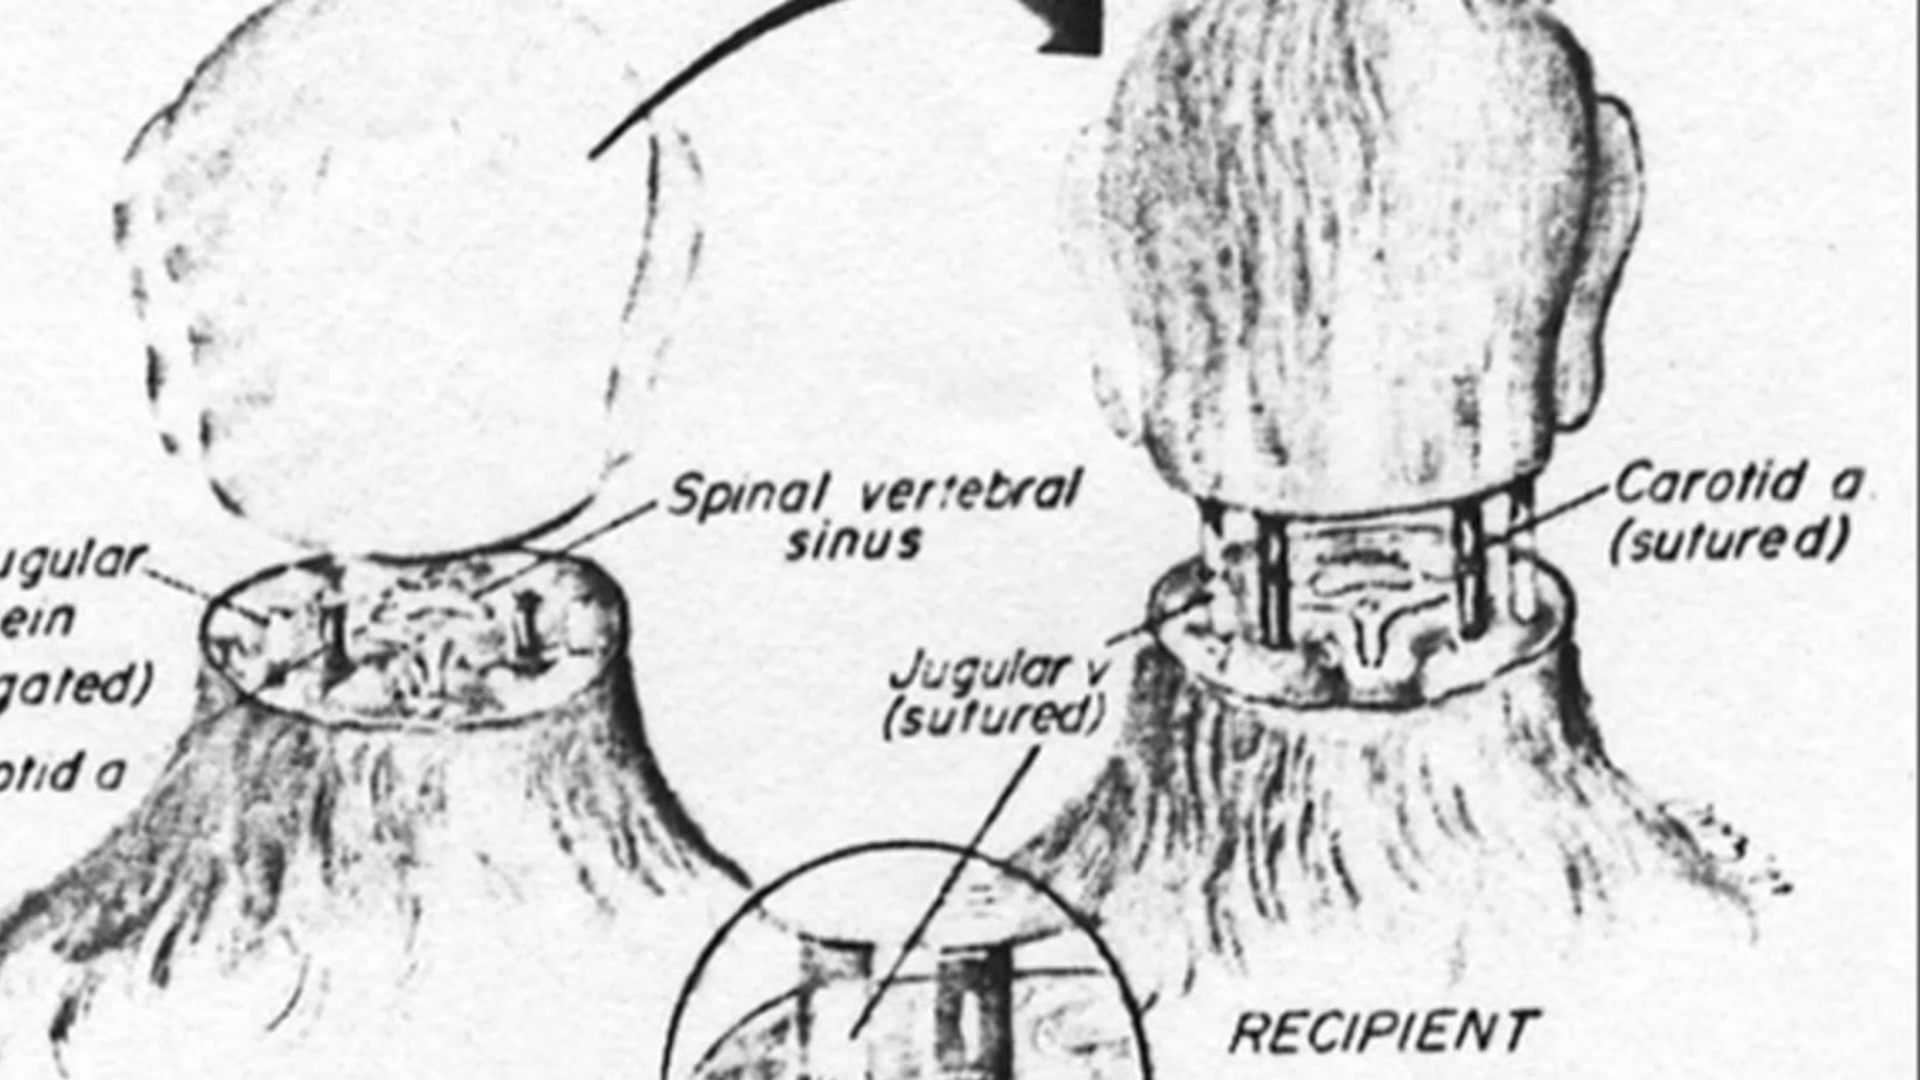 Spinal vertebral
sinus
ugular
ein
gated)
otid a
Carotid a.
(sutured)
Jugular v
(sutured)
RECIPIENT